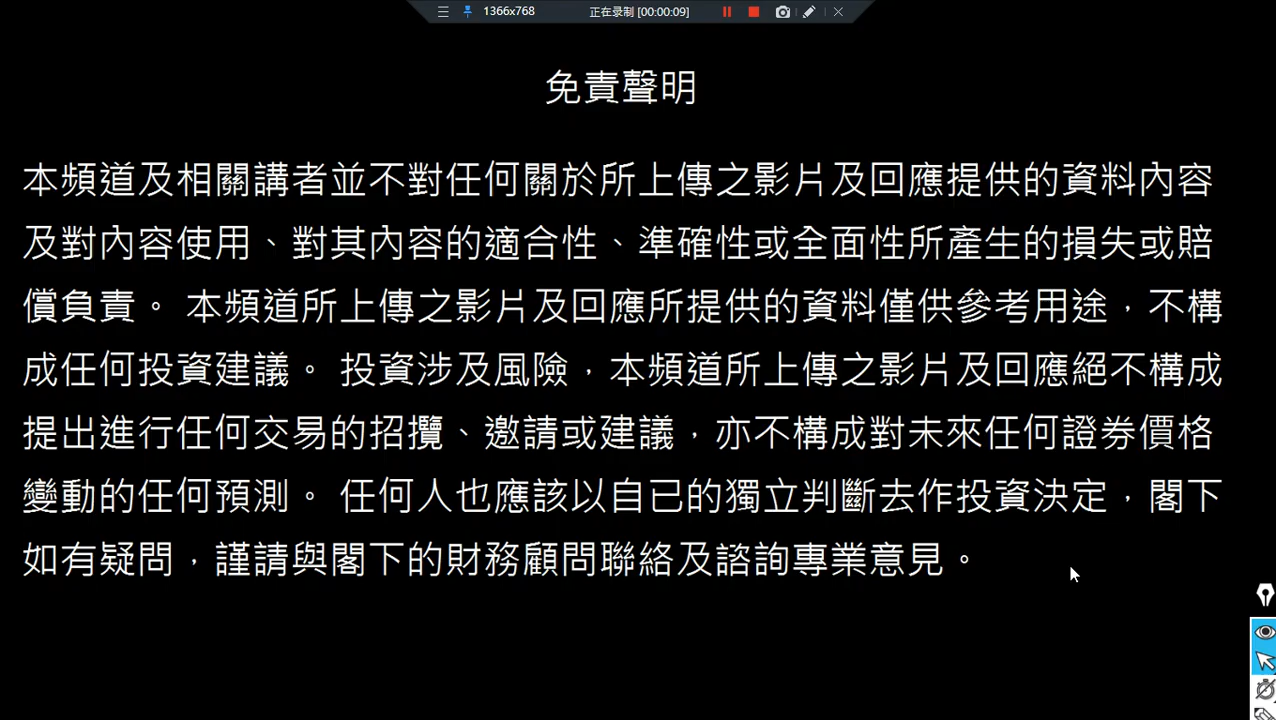 1366x768 正在录制 [00:00:09]
免責聲明
本頻道及相關講者並不對任何關於所上傳之影片及回應提供的資料內容
及對內容使用、對其內容的適合性、準確性或全面性所產生的損失或賠
償負責。 本頻道所上傳之影片及回應所提供的資料僅供參考用途，不構
成任何投資建議。 投資涉及風險，本頻道所上傳之影片及回應絕不構成
提出進行任何交易的招攬、邀請或建議，亦不構成對未來任何證券價格
變動的任何預測。 任何人也應該以自已的獨立判斷去作投資決定，閣下
如有疑問，謹請與閣下的財務顧問聯絡及諮詢專業意見。